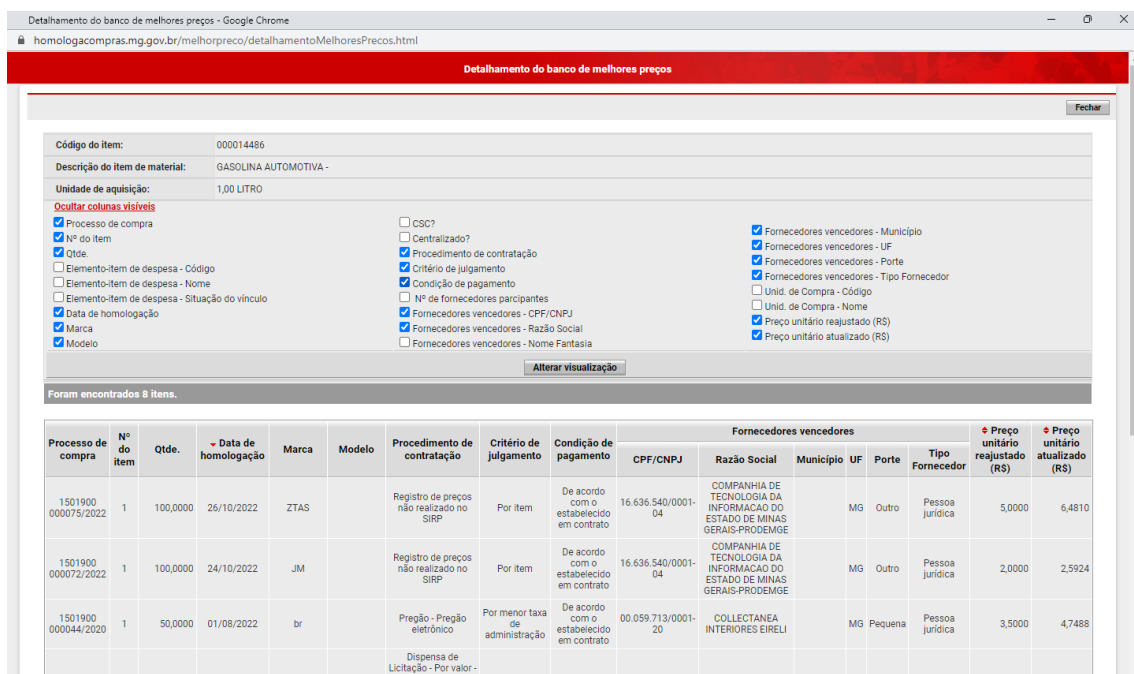 Detalhamento do banco de melhores preços - Google Chrome
homologacompras.mg.gov.br/melhorpreco/detalhamentoMelhoresPrecos.html
Detalhamento do banco de melhores preços
Fechar
Código do item: 000014486
Descrição do item de material: GASOLINA AUTOMOTIVA -
Unidade de aquisição: 1,00 LITRO
Ocultar colunas visíveis
Processo de compra
Nº do item
Qtde.
Elemento-item de despesa - Código
Elemento-item de despesa - Nome
Elemento-item de despesa - Situação do vínculo
Data de homologação
Marca
Modelo
CSC?
Centralizado?
Procedimento de contratação
Critério de julgamento
Condição de pagamento
Nº de fornecedores parcipantes
Fornecedores vencedores - CPF/CNPJ
Fornecedores vencedores - Razão Social
Fornecedores vencedores - Nome Fantasia
Fornecedores vencedores - Município
Fornecedores vencedores - UF
Fornecedores vencedores - Porte
Fornecedores vencedores - Tipo Fornecedor
Unid. de Compra - Código
Unid. de Compra - Nome
Preço unitário reajustado (R$)
Preço unitário atualizado (R$)
Alterar visualização
Foram encontrados 8 itens.
Processo de
compra
Nº
do
item
Qtde.
Data de
homologação
Marca
Modelo
Procedimento de
contratação
Critério de
julgamento
Condição de
pagamento
Fornecedores vencedores
CPF/CNPJ
Razão Social
Município
UF
Porte
Tipo
Fornecedor
Preço
unitário
reajustado
(R$)
Preço
unitário
atualizado
(R$)
1501900
000075/2022
1
100,0000
26/10/2022
ZTAS
Registro de preços
não realizado no
SIRP
Por item
De acordo
com o
estabelecido
em contrato
16.636.540/0001-
04
COMPANHIA DE
TECNOLOGIA DA
INFORMACAO DO
ESTADO DE MINAS
GERAIS-PRODEMGE
MG
Outro
Pessoa
jurídica
5,0000
6,4810
1501900
000072/2022
1
100,0000
24/10/2022
JM
Registro de preços
não realizado no
SIRP
Por item
De acordo
com o
estabelecido
em contrato
16.636.540/0001-
04
COMPANHIA DE
TECNOLOGIA DA
INFORMACAO DO
ESTADO DE MINAS
GERAIS-PRODEMGE
MG
Outro
Pessoa
jurídica
2,0000
2,5924
1501900
000044/2020
1
50,0000
01/08/2022
br
Pregão - Pregão
eletrônico
Por menor taxa
de
administração
De acordo
com o
estabelecido
em contrato
00.059.713/0001-
20
COLLECTANEA
INTERIORES EIRELI
MG
Pequena
Pessoa
jurídica
3,5000
4,7488
Dispensa de
Licitação - Por valor -